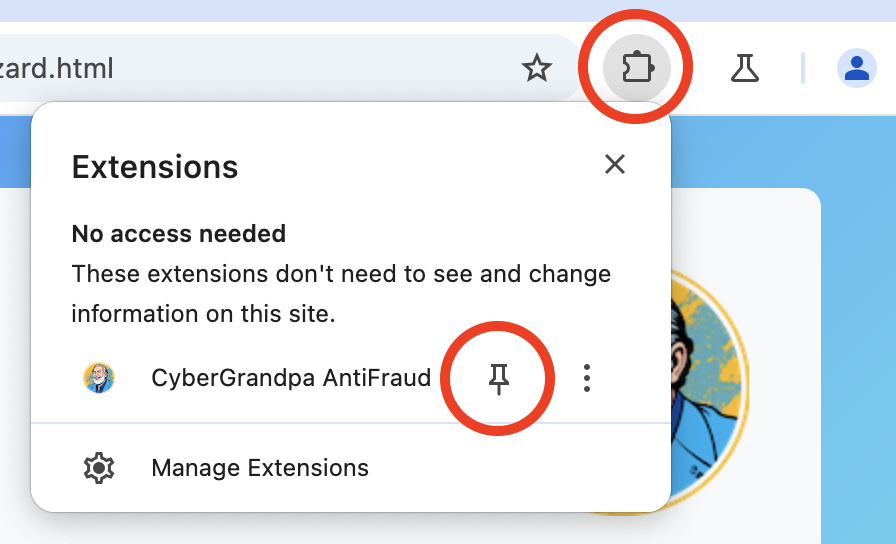 zard.html
Extensions
No access needed
These extensions don't need to see and change
information on this site.
CyberGrandpa AntiFraud
Manage Extensions